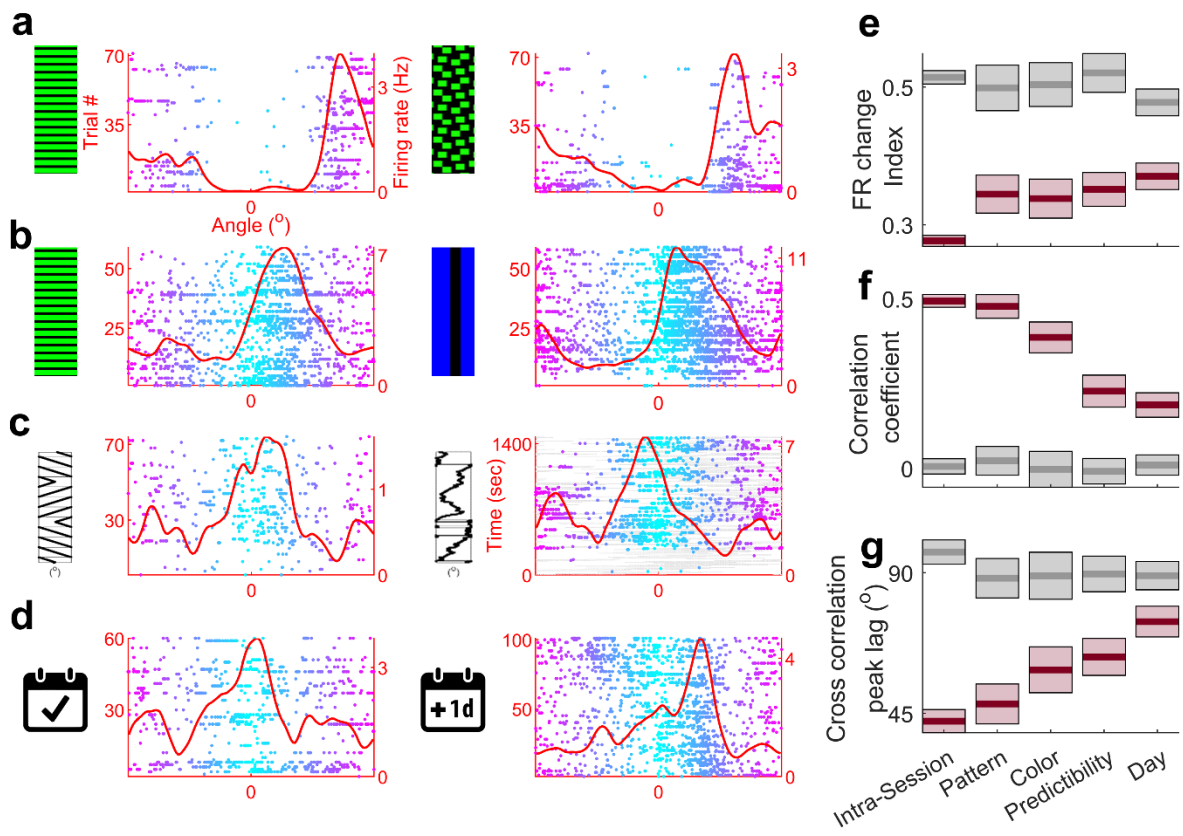 a
70
35
0
Trial #
3
0
Firing rate (Hz)
Angle (°)
70
35
0
0
3
0
b
50
25
0
7
0
50
25
0
11
0
c
(°)
70
30
0
1
0
(°)
Time (sec)
1400
0
0
7
0
d
60
30
0
3
0
+ 1d
100
50
0
0
4
0
e
FR change
Index
0.5
0.3
f
Correlation
coefficient
0.5
0
g
Cross correlation
peak lag (°)
90
45
Intra-Session
Pattern
Color
Predictibility
Day